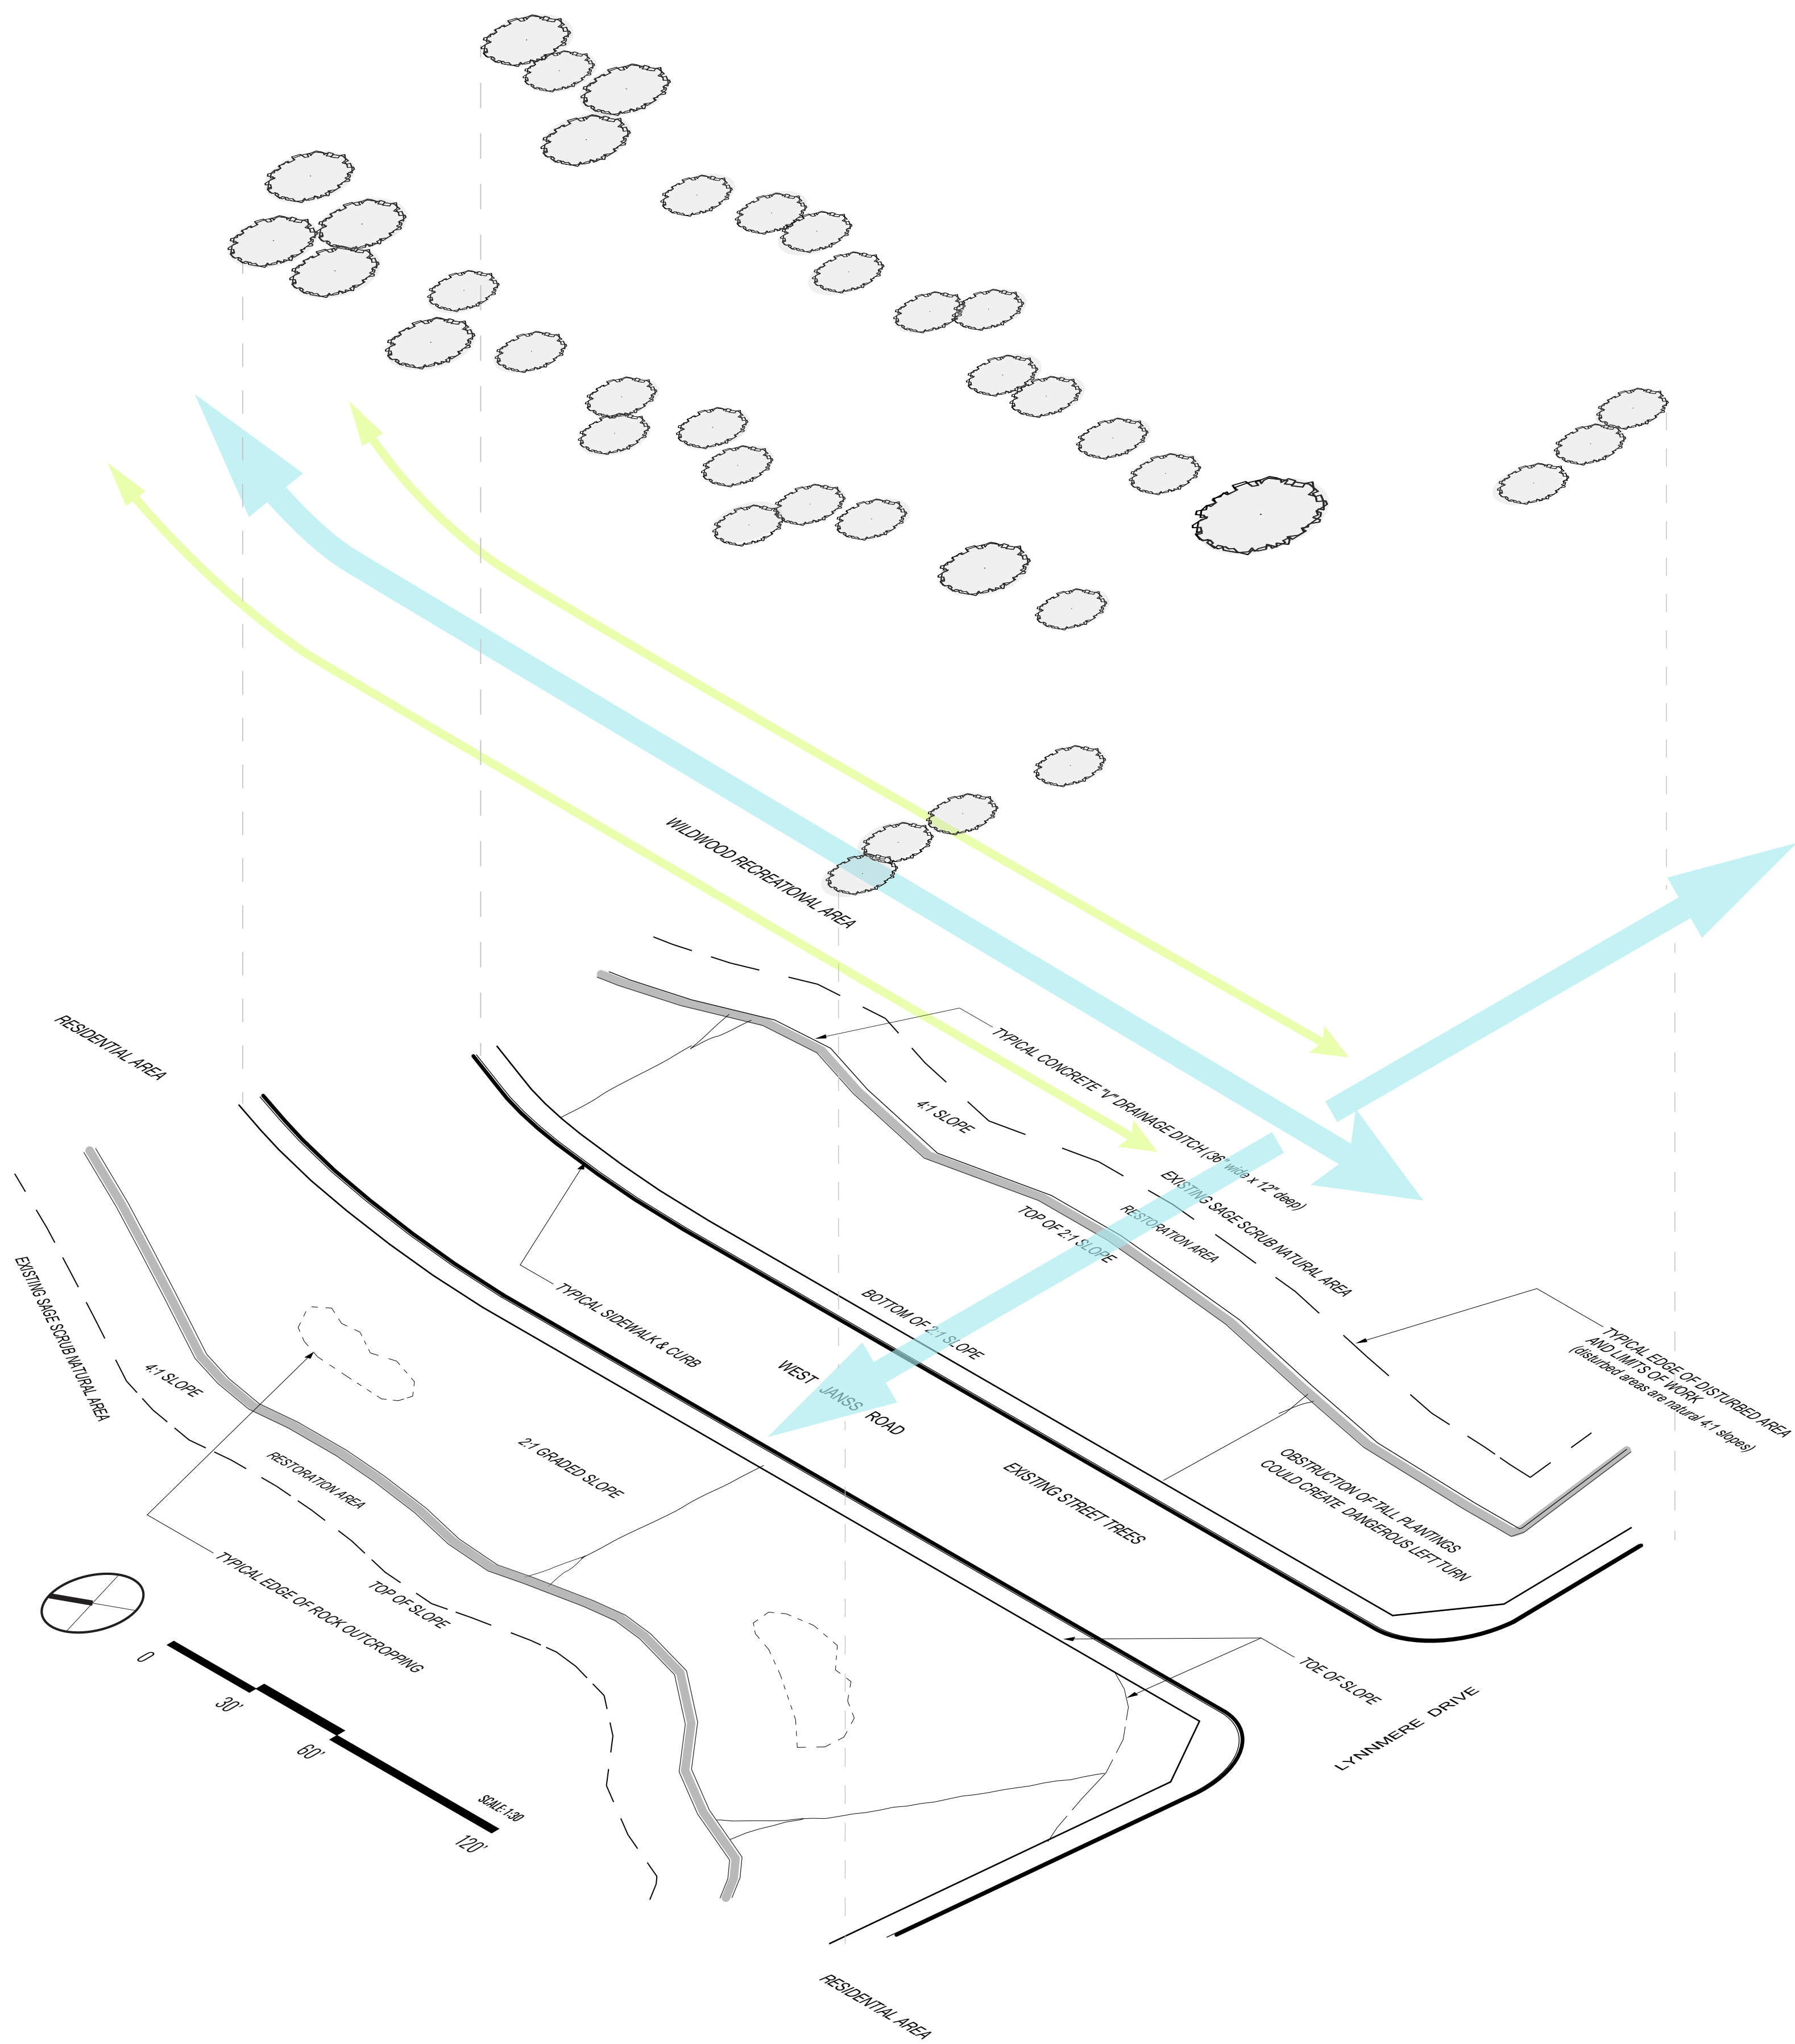 WILDWOOD RECREATIONAL AREA
RESIDENTIAL AREA
TYPICAL CONCRETE "V" DRAINAGE DITCH (36" wide x 12" deep)
4:1 SLOPE
EXISTING SAGE SCRUB NATURAL AREA
RESTORATION AREA
TOP OF 2:1 SLOPE
EXISTING SAGE SCRUB NATURAL AREA
TYPICAL SIDEWALK & CURB
BOTTOM OF 2:1 SLOPE
TYPICAL EDGE OF DISTURBED AREA
AND LIMITS OF WORK
(disturbed areas are natural 4:1 slopes)
4:1 SLOPE
WEST JANSS ROAD
2:1 GRADED SLOPE
RESTORATION AREA
EXISTING STREET TREES
OBSTRUCTION OF TALL PLANTINGS
COULD CREATE DANGEROUS LEFT TURN
TYPICAL EDGE OF ROCK OUTCROPPING
TOP OF SLOPE
TOE OF SLOPE
LYNNMERE DRIVE
0
30'
60'
120'
SCALE: 1:30
RESIDENTIAL AREA